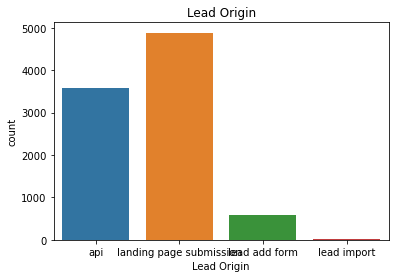 Lead Origin
5000
4000
3000
2000
1000
0
count
api landing page submission lead add form lead import
Lead Origin